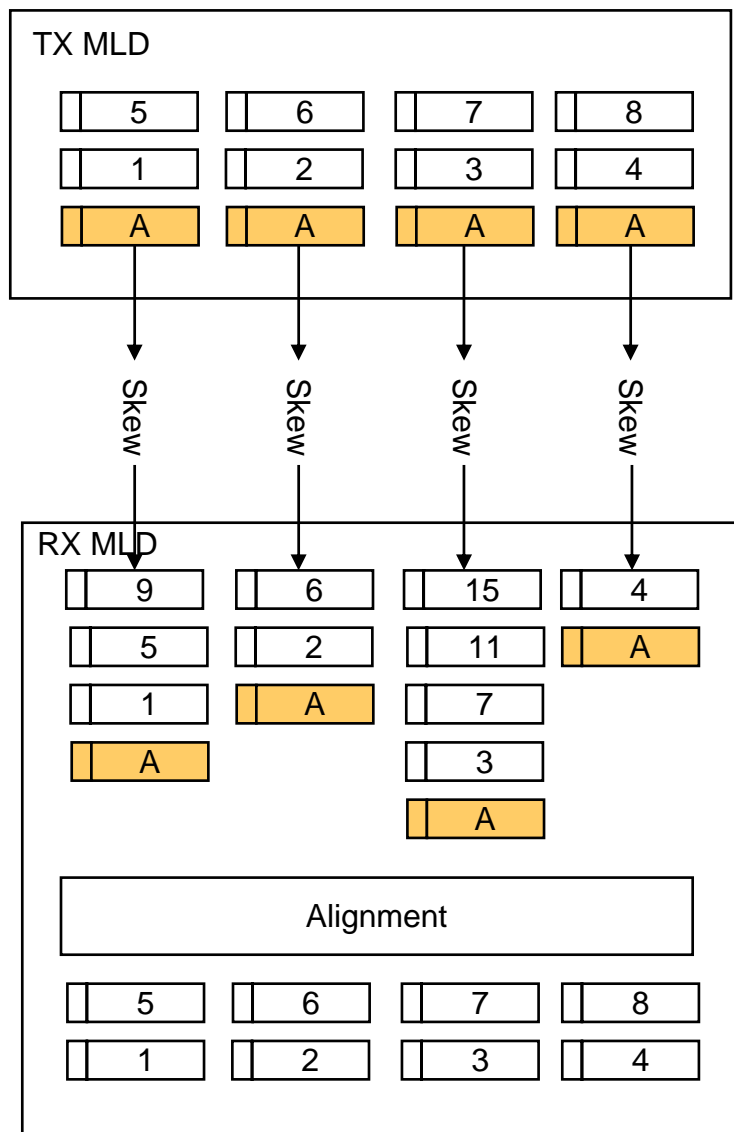 TX MLD
5 6 7 8
1 2 3 4
A A A A
Skew Skew Skew Skew
RX MLD
9 6 15 4
5 2 11 A
1 A 7
A 3
A
Alignment
5 6 7 8
1 2 3 4